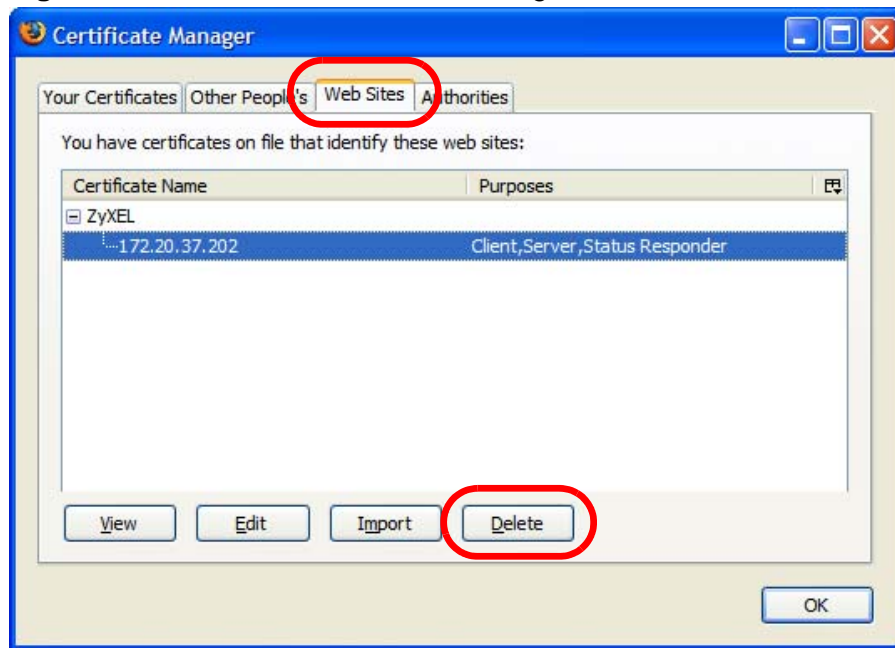 Certificate Manager
Your Certificates Other People's Web Sites Authorities
You have certificates on file that identify these web sites:
Certificate Name Purposes
ZyXEL
172.20.37.202 Client,Server,Status Responder
View Edit Import Delete
OK